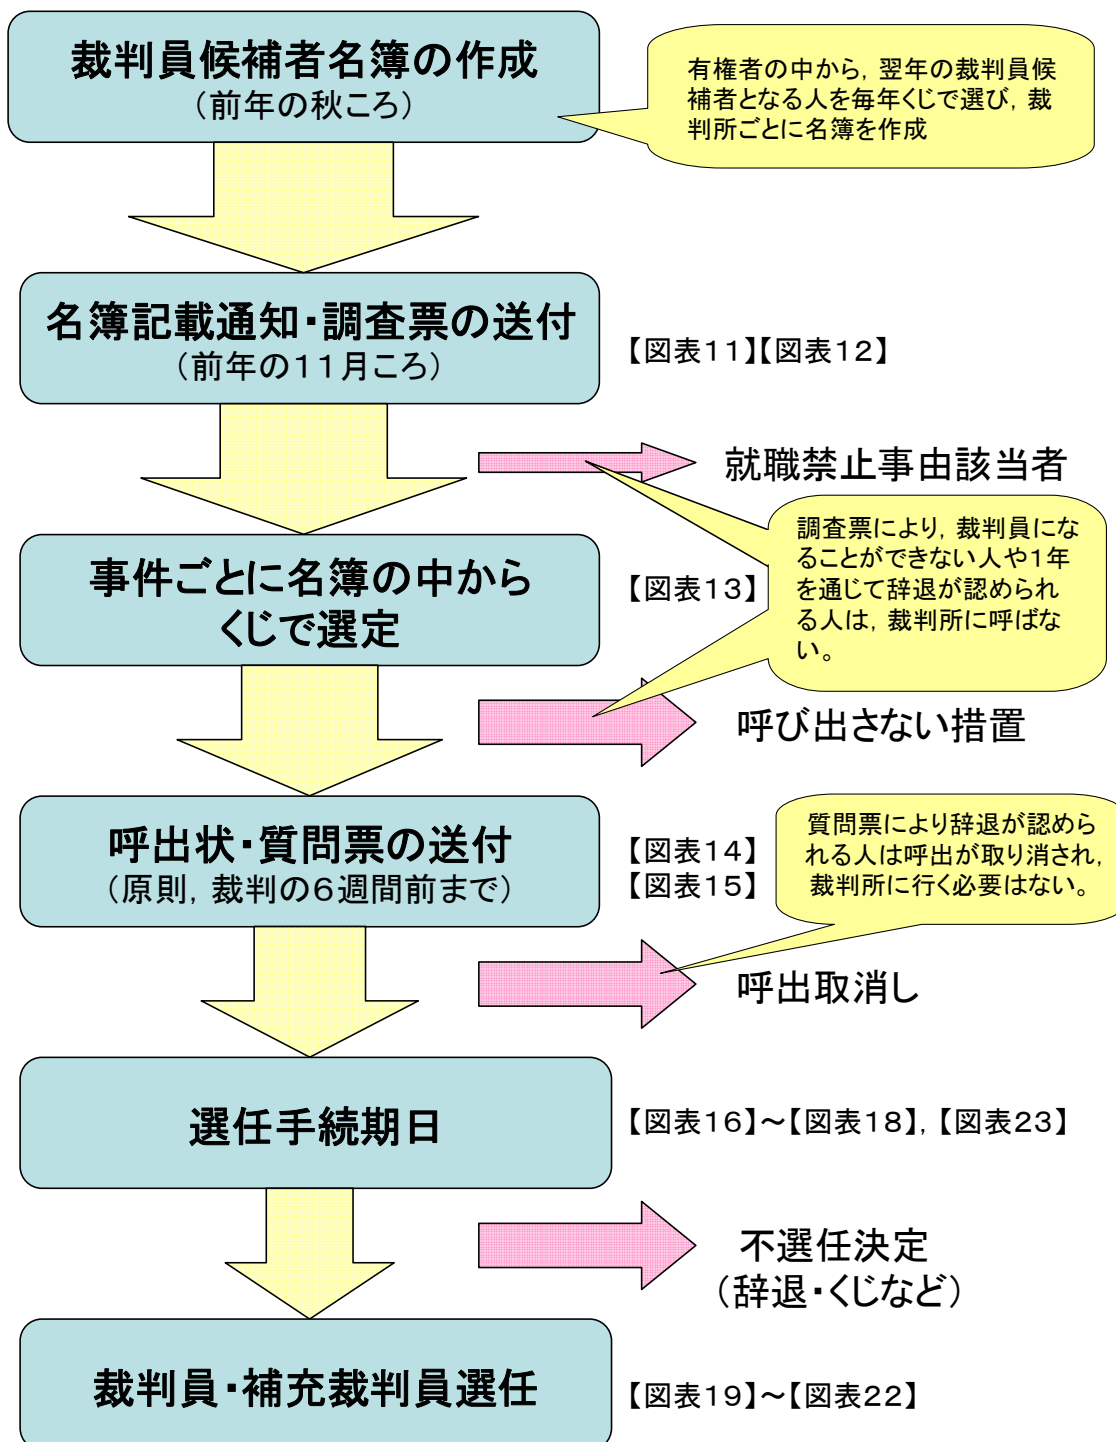 裁判員候補者名簿の作成
（前年の秋ころ）
有権者の中から，翌年の裁判員候
補者となる人を毎年くじで選び，裁
判所ごとに名簿を作成
名簿記載通知・調査票の送付
（前年の１１月ころ）
【図表１１】【図表１２】
就職禁止事由該当者
調査票により，裁判員にな
ることができない人や１年
を通じて辞退が認められ
る人は，裁判所に呼ばな
い。
事件ごとに名簿の中から
くじで選定
【図表１３】
呼び出さない措置
呼出状・質問票の送付
（原則，裁判の６週間前まで）
【図表１４】
【図表１５】
質問票により辞退が認めら
れる人は呼出が取り消され，
裁判所に行く必要はない。
呼出取消し
選任手続期日
【図表１６】～【図表１８】，【図表２３】
不選任決定
（辞退・くじなど）
裁判員・補充裁判員選任
【図表１９】～【図表２２】